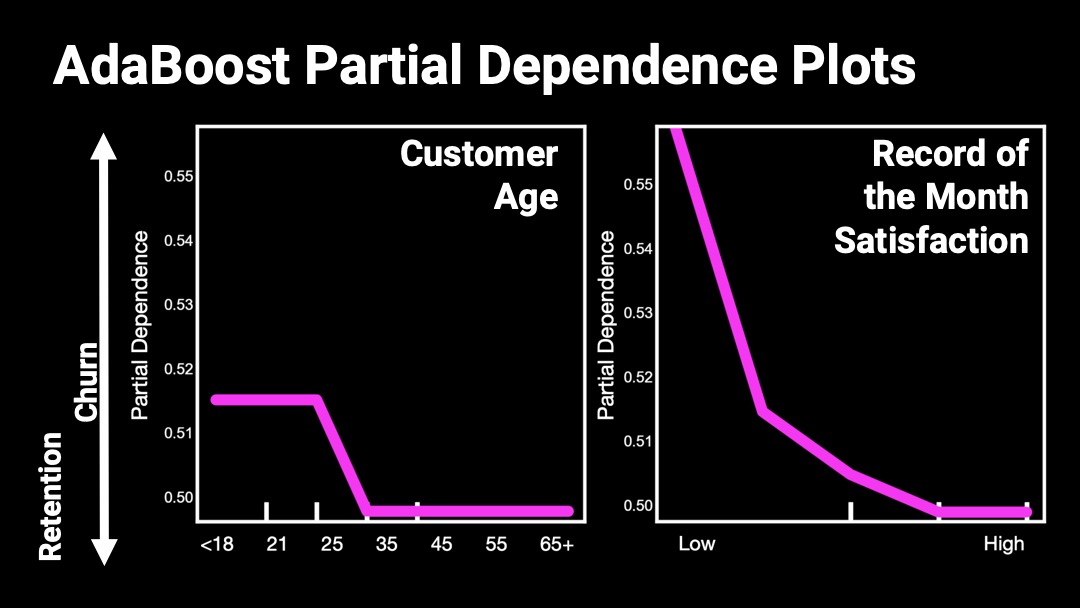 AdaBoost Partial Dependence Plots
Retention
Churn
Partial Dependence
0.55
0.54
0.53
0.52
0.51
0.50
Customer
Age
<18 21 25 35 45 55 65+
Partial Dependence
0.55
0.54
0.53
0.52
0.51
0.50
Record of
the Month
Satisfaction
Low High